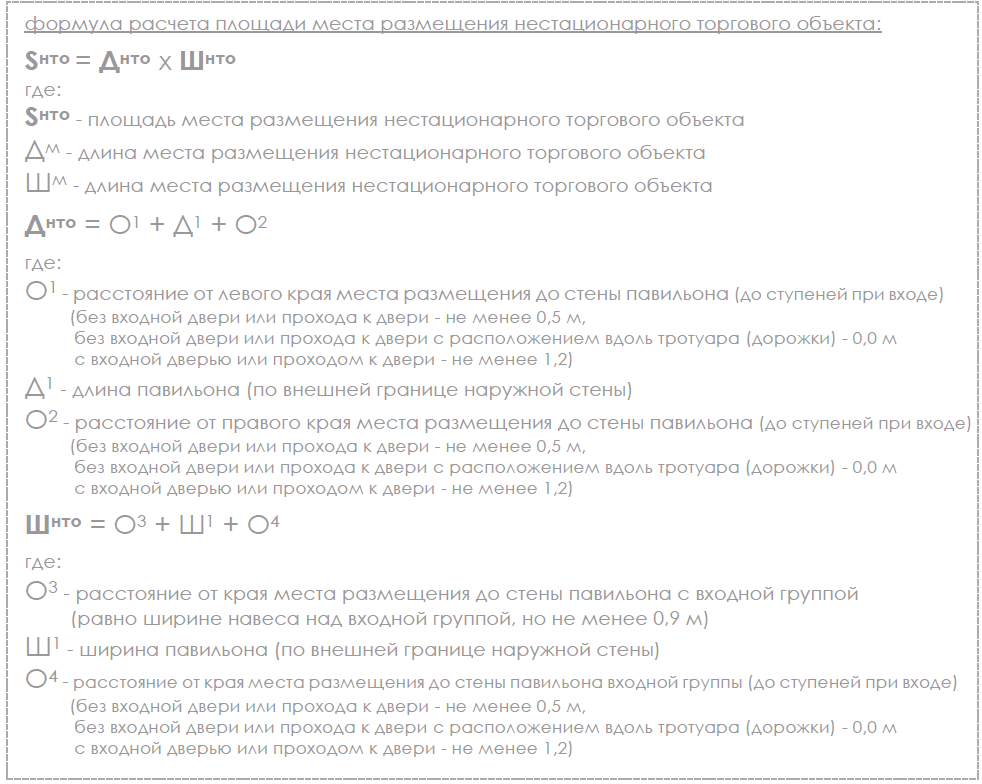 формула расчета площади места размещения нестационарного торгового объекта:
Sнто = Днто х Шнто
где:
Sнто - площадь места размещения нестационарного торгового объекта
Дм - длина места размещения нестационарного торгового объекта
Шм - длина места размещения нестационарного торгового объекта
Днто = О1 + Д1 + О2
где:
О1 - расстояние от левого края места размещения до стены павильона (до ступеней при входе)
(без входной двери или прохода к двери - не менее 0,5 м,
без входной двери или прохода к двери с расположением вдоль тротуара (дорожки) - 0,0 м
с входной дверью или проходом к двери - не менее 1,2)
Д1 - длина павильона (по внешней границе наружной стены)
О2 - расстояние от правого края места размещения до стены павильона (до ступеней при входе)
(без входной двери или прохода к двери - не менее 0,5 м,
без входной двери или прохода к двери с расположением вдоль тротуара (дорожки) - 0,0 м
с входной дверью или проходом к двери - не менее 1,2)
Шнто = О3 + Ш1 + О4
где:
О3 - расстояние от края места размещения до стены павильона с входной группой
(равно ширине навеса над входной группой, но не менее 0,9 м)
Ш1 - ширина павильона (по внешней границе наружной стены)
О4 - расстояние от края места размещения до стены павильона входной группы (до ступеней при входе)
(без входной двери или прохода к двери - не менее 0,5 м,
без входной двери или прохода к двери с расположением вдоль тротуара (дорожки) - 0,0 м
с входной дверью или проходом к двери - не менее 1,2)